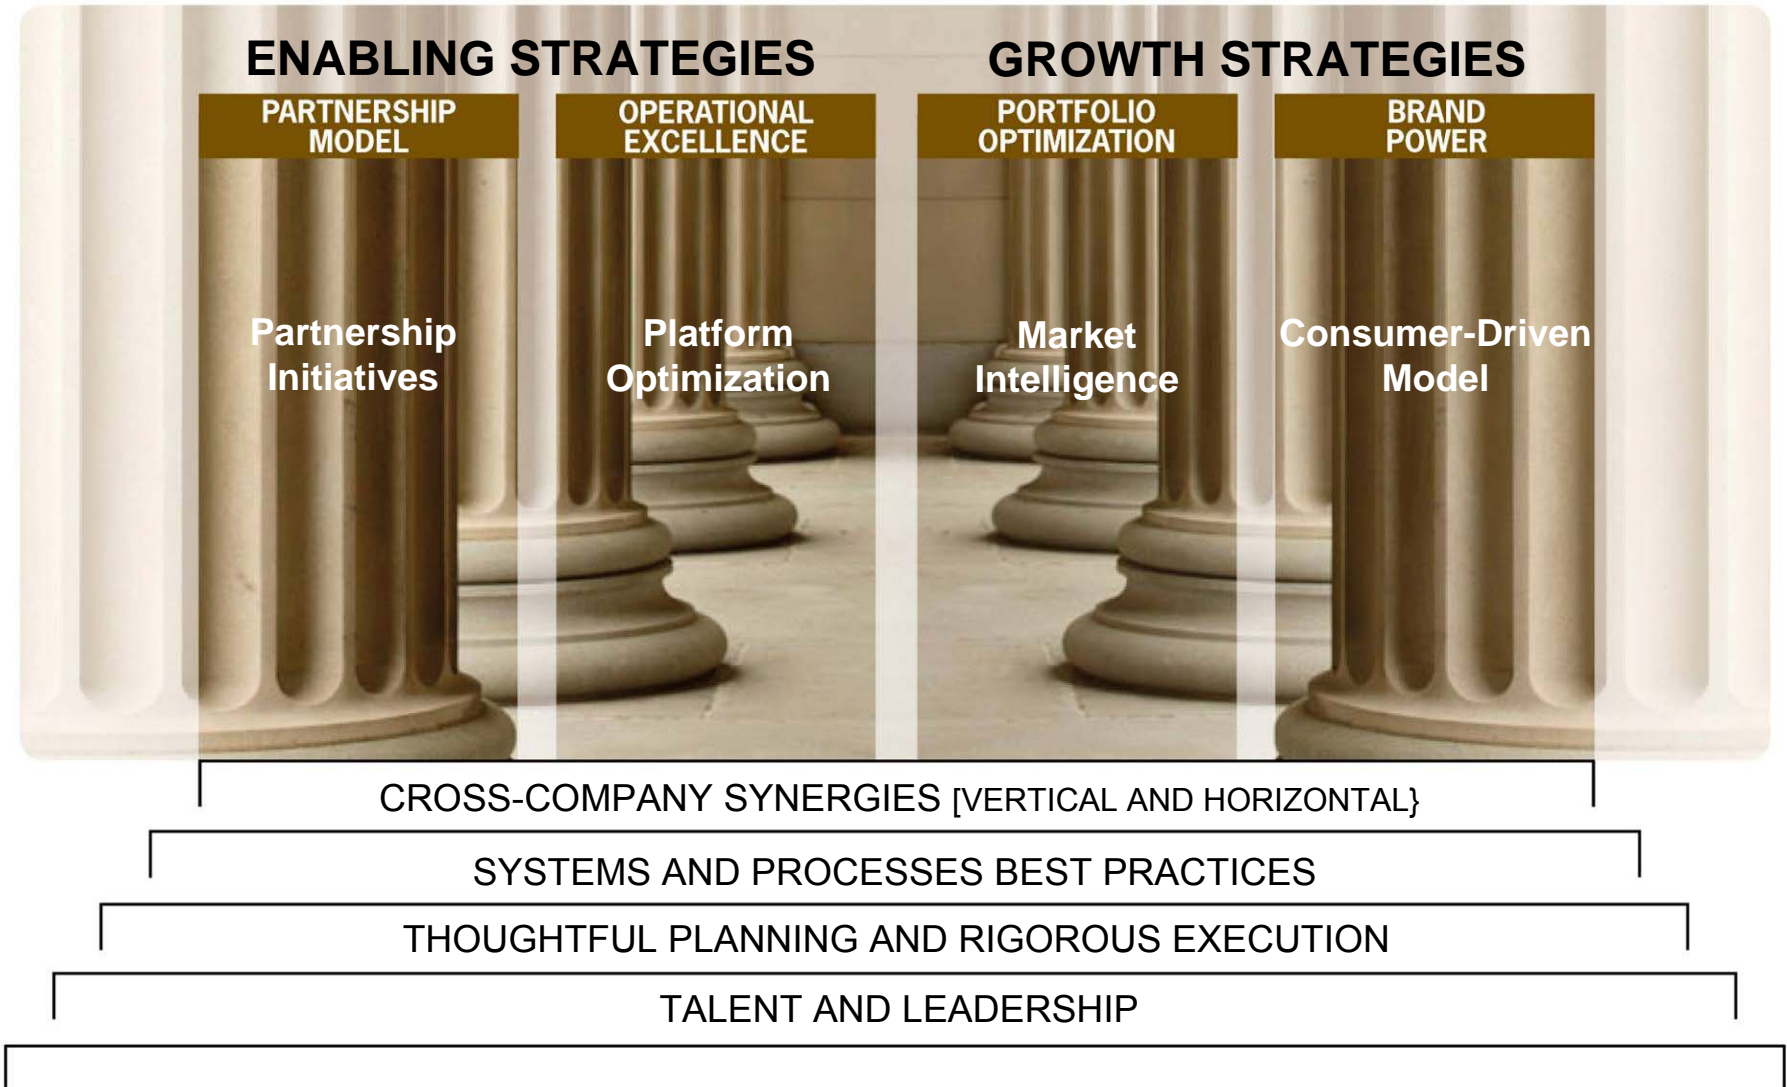 ENABLING STRATEGIES
GROWTH STRATEGIES
PARTNERSHIP
MODEL
OPERATIONAL
EXCELLENCE
PORTFOLIO
OPTIMIZATION
BRAND
POWER
Partnership
Initiatives
Platform
Optimization
Market
Intelligence
Consumer-Driven
Model
CROSS-COMPANY SYNERGIES [VERTICAL AND HORIZONTAL}
SYSTEMS AND PROCESSES BEST PRACTICES
THOUGHTFUL PLANNING AND RIGOROUS EXECUTION
TALENT AND LEADERSHIP